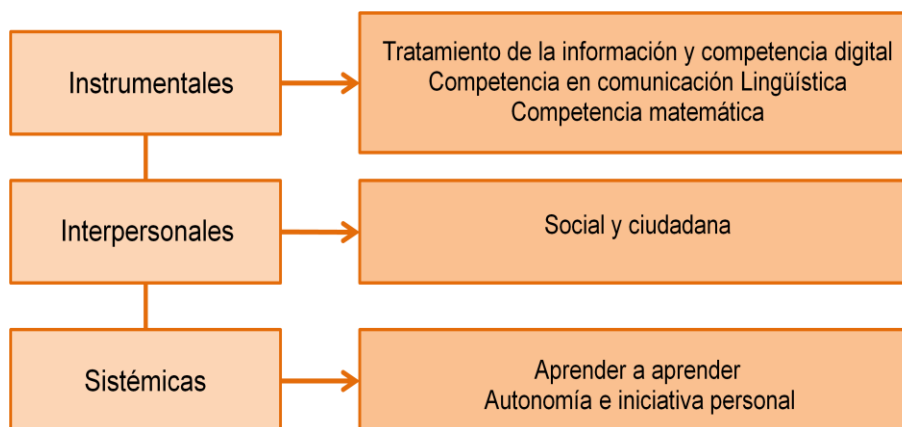 Instrumentales
Tratamiento de la información y competencia digital
Competencia en comunicación Lingüística
Competencia matemática
Interpersonales
Social y ciudadana
Sistémicas
Aprender a aprender
Autonomía e iniciativa personal